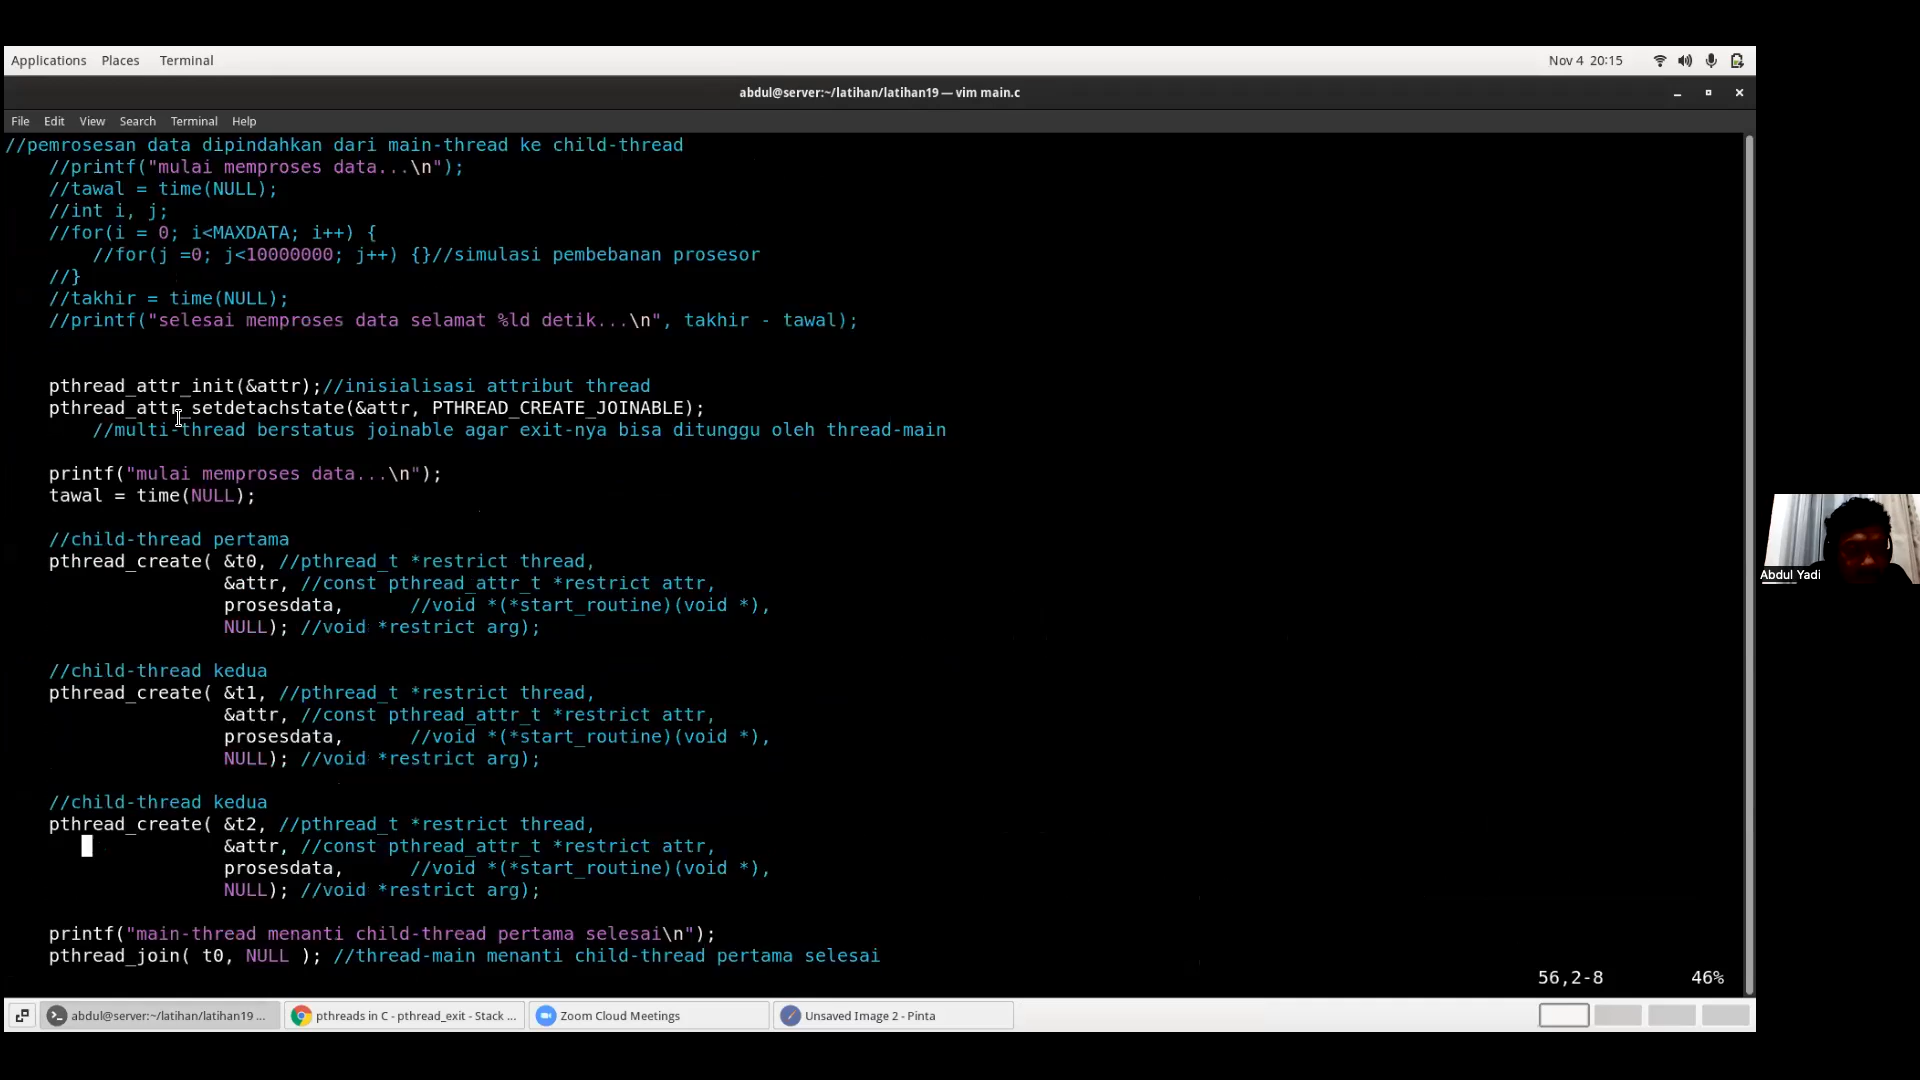 Applications Places Terminal Nov 4 20:15
abdul@server:~/latihan/latihan19 — vim main.c
File Edit View Search Terminal Help
//pemrosesan data dipindahkan dari main-thread ke child-thread
//printf("mulai memproses data...\n");
//tawal = time(NULL);
//int i, j;
//for(i = 0; i<MAXDATA; i++) {
//for(j =0; j<10000000; j++) {}//simulasi pembebanan prosesor
//}
//takhir = time(NULL);
//printf("selesai memproses data selamat %ld detik...\n", takhir - tawal);
pthread_attr_init(&attr);//inisialisasi attribut thread
pthread_attr_setdetachstate(&attr, PTHREAD_CREATE_JOINABLE);
//multi-thread berstatus joinable agar exit-nya bisa ditunggu oleh thread-main
printf("mulai memproses data...\n");
tawal = time(NULL);
//child-thread pertama
pthread_create( &t0, //pthread_t *restrict thread,
&attr, //const pthread_attr_t *restrict attr,
prosesdata, //void *(*start_routine)(void *),
NULL); //void *restrict arg);
//child-thread kedua
pthread_create( &t1, //pthread_t *restrict thread,
&attr, //const pthread_attr_t *restrict attr,
prosesdata, //void *(*start_routine)(void *),
NULL); //void *restrict arg);
//child-thread kedua
pthread_create( &t2, //pthread_t *restrict thread,
&attr, //const pthread_attr_t *restrict attr,
prosesdata, //void *(*start_routine)(void *),
NULL); //void *restrict arg);
printf("main-thread menanti child-thread pertama selesai\n");
pthread_join( t0, NULL ); //thread-main menanti child-thread pertama selesai
56,2-8 46%
abdul@server:~/latihan/latihan19 ... pthreads in C - pthread_exit - Stack ... Zoom Cloud Meetings Unsaved Image 2 - Pinta
Abdul Yadi